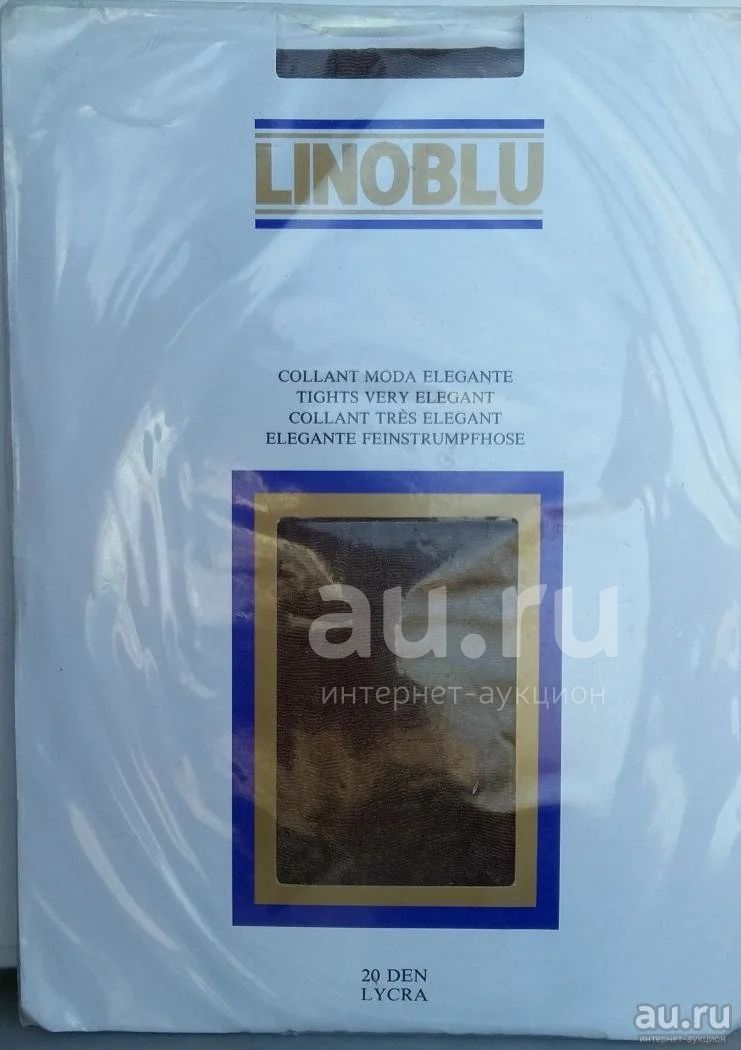 LINOBLU
COLLANT MODA ELEGANTE
TIGHTS VERY ELEGANT
COLLANT TRÈS ELEGANT
ELEGANTE FEINSTRUMPFHOSE
au.ru
интернет-аукцион
20 DEN
LYCRA
au.ru
интернет-аукцион